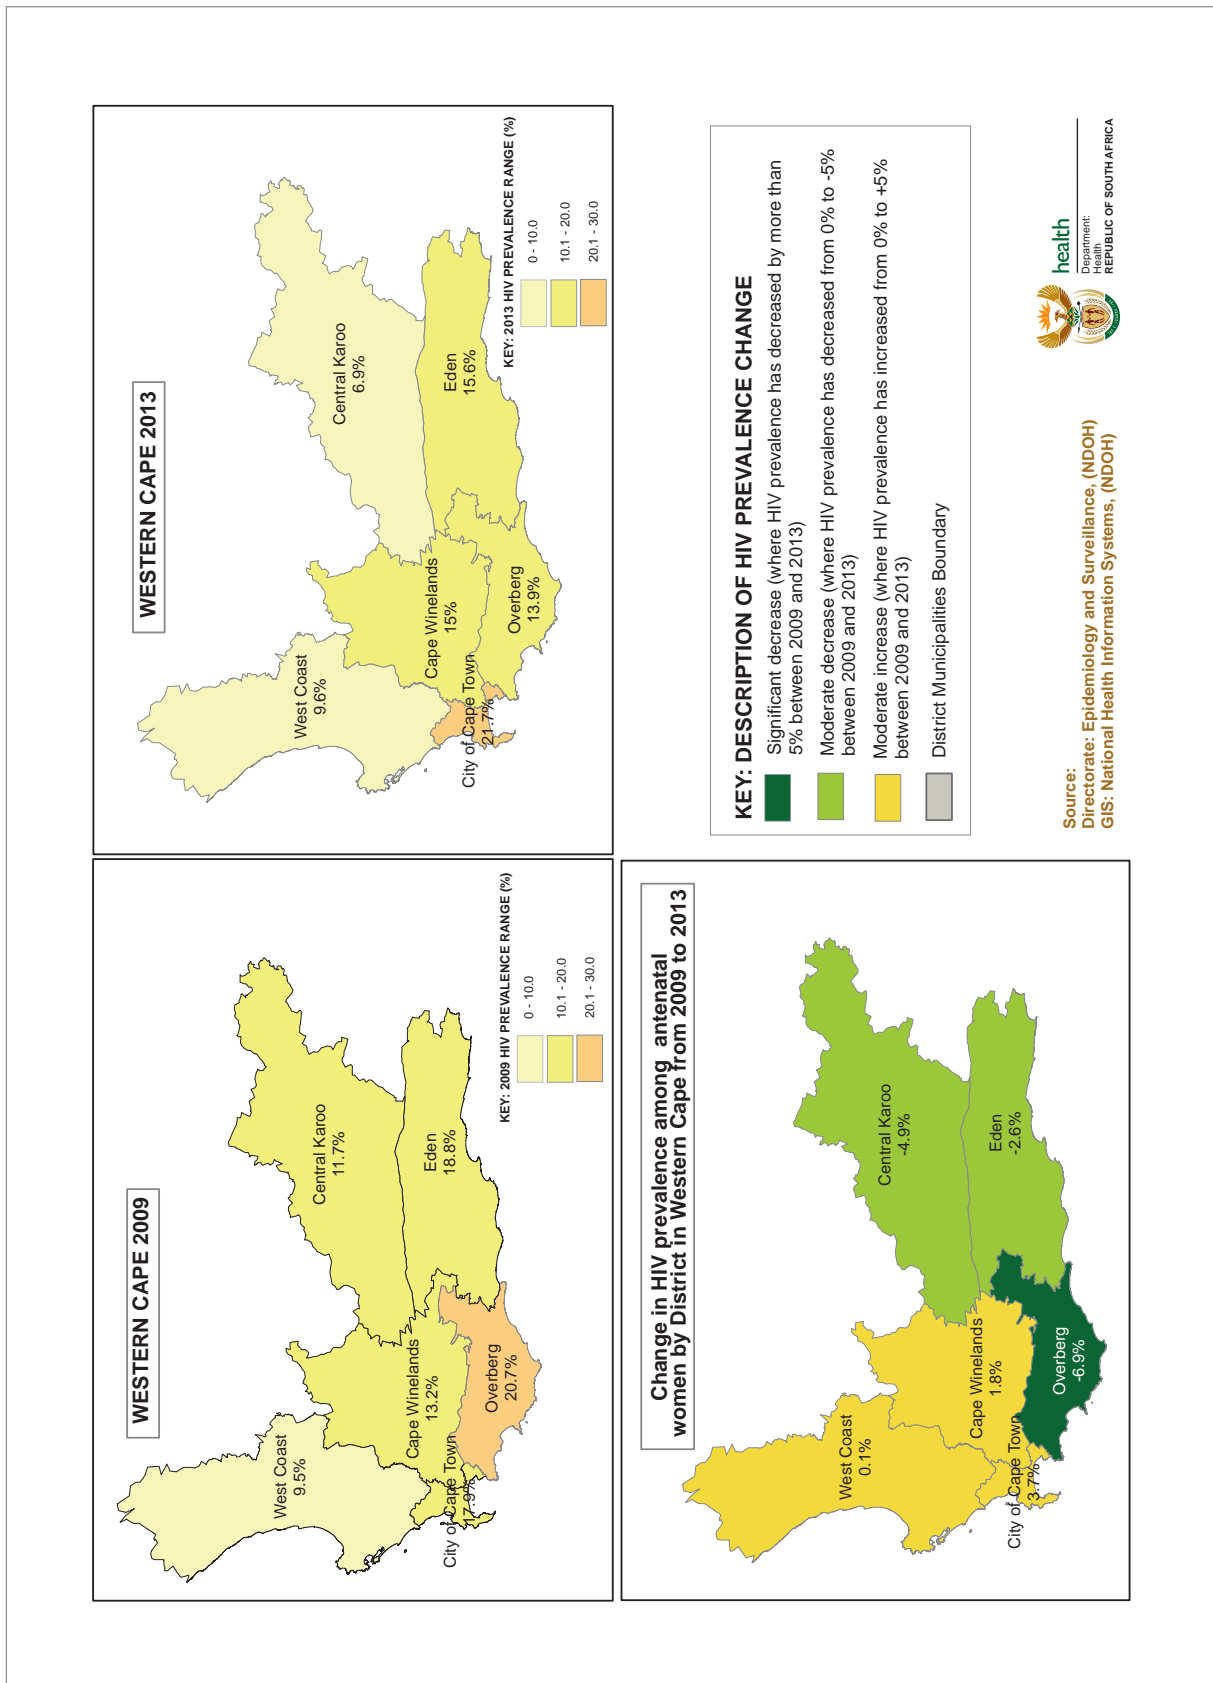 WESTERN CAPE 2009
West Coast
9.5%
Central Karoo
11.7%
Cape Winelands
13.2%
Eden
18.8%
City of Cape Town
17.9%
Overberg
20.7%
KEY: 2009 HIV PREVALENCE RANGE (%)
0 - 10.0
10.1 - 20.0
20.1 - 30.0
WESTERN CAPE 2013
West Coast
9.6%
Central Karoo
6.9%
Cape Winelands
15%
Eden
15.6%
City of Cape Town
21.7%
Overberg
13.9%
KEY: 2013 HIV PREVALENCE RANGE (%)
0 - 10.0
10.1 - 20.0
20.1 - 30.0
Change in HIV prevalence among antenatal
women by District in Western Cape from 2009 to 2013
West Coast
0.1%
Central Karoo
-4.9%
Cape Winelands
1.8%
Eden
-2.6%
City of Cape Town
3.7%
Overberg
-6.9%
KEY: DESCRIPTION OF HIV PREVALENCE CHANGE
Significant decrease (where HIV prevalence has decreased by more than
5% between 2009 and 2013)
Moderate decrease (where HIV prevalence has decreased from 0% to -5%
between 2009 and 2013)
Moderate increase (where HIV prevalence has increased from 0% to +5%
between 2009 and 2013)
District Municipalities Boundary
Source:
Directorate: Epidemiology and Surveillance, (NDOH)
GIS: National Health Information Systems, (NDOH)
health
Department:
Health
REPUBLIC OF SOUTH AFRICA